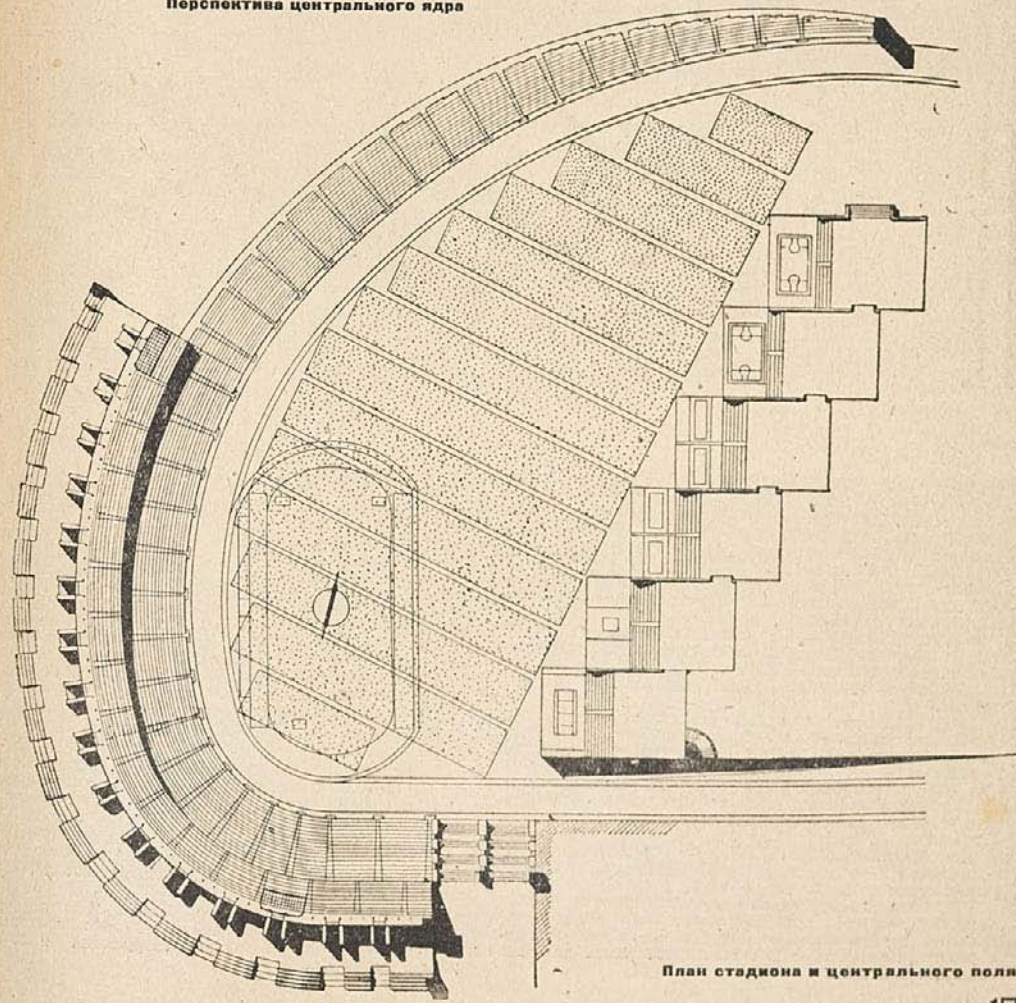 Перспектива центрального ядра
План стадиона и центрального поля